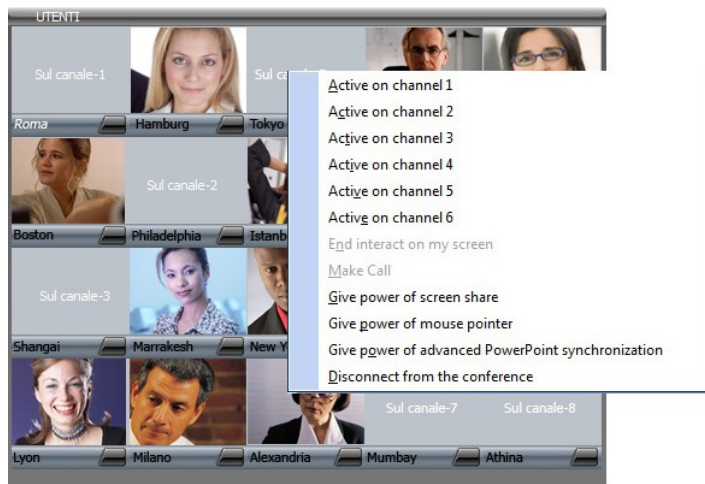 UTENTI
Sul canale-1
Sul ca
Roma
Hamburg
Tokyo
Sul canale-2
Boston
Philadelphia
Istanb
Sul canale-3
Shangai
Marrakesh
New Y
Sul canale-7
Sul canale-8
Lyon
Milano
Alexandria
Mumbay
Athina
Active on channel 1
Active on channel 2
Active on channel 3
Active on channel 4
Active on channel 5
Active on channel 6
End interact on my screen
Make Call
Give power of screen share
Give power of mouse pointer
Give power of advanced PowerPoint synchronization
Disconnect from the conference